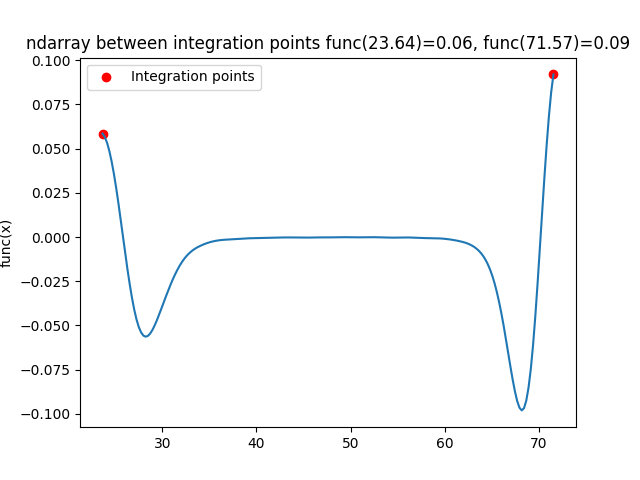 ndarray between integration points func(23.64)=0.06, func(71.57)=0.09
Integration points
func(x)
0.100
0.075
0.050
0.025
0.000
−0.025
−0.050
−0.075
−0.100
30 40 50 60 70